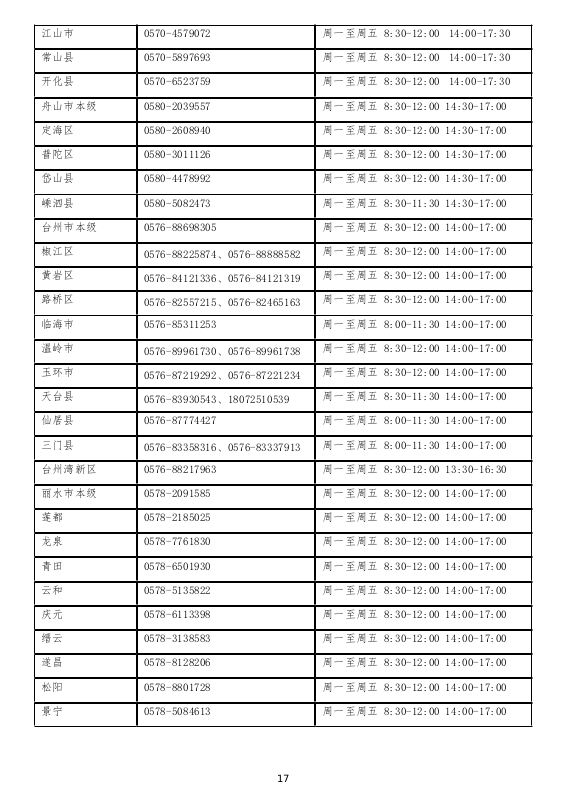 江山市 0570-4579072 周一至周五 8:30-12:00 14:00-17:30
常山县 0570-5897693 周一至周五 8:30-12:00 14:00-17:30
开化县 0570-6523759 周一至周五 8:30-12:00 14:00-17:30
舟山市本级 0580-2039557 周一至周五 8:30-12:00 14:30-17:00
定海区 0580-2608940 周一至周五 8:30-12:00 14:30-17:00
普陀区 0580-3011126 周一至周五 8:30-12:00 14:30-17:00
岱山县 0580-4478992 周一至周五 8:30-12:00 14:30-17:00
嵊泗县 0580-5082473 周一至周五 8:30-11:30 14:30-17:00
台州市本级 0576-88698305 周一至周五 8:30-12:00 14:00-17:00
椒江区 0576-88225874、0576-88888582 周一至周五 8:30-12:00 14:00-17:00
黄岩区 0576-84121336、0576-84121319 周一至周五 8:30-12:00 14:00-17:00
路桥区 0576-82557215、0576-82465163 周一至周五 8:30-12:00 14:00-17:00
临海市 0576-85311253 周一至周五 8:00-11:30 14:00-17:00
温岭市 0576-89961730、0576-89961738 周一至周五 8:30-12:00 14:00-17:00
玉环市 0576-87219292、0576-87221234 周一至周五 8:30-12:00 14:00-17:00
天台县 0576-83930543、18072510539 周一至周五 8:30-11:30 14:00-17:00
仙居县 0576-87774427 周一至周五 8:00-11:30 14:00-17:00
三门县 0576-83358316、0576-83337913 周一至周五 8:00-11:30 14:00-17:00
台州湾新区 0576-88217963 周一至周五 8:30-12:00 13:30-16:30
丽水市本级 0578-2091585 周一至周五 8:30-12:00 14:00-17:00
莲都 0578-2185025 周一至周五 8:30-12:00 14:00-17:00
龙泉 0578-7761830 周一至周五 8:30-12:00 14:00-17:00
青田 0578-6501930 周一至周五 8:30-12:00 14:00-17:00
云和 0578-5135822 周一至周五 8:30-12:00 14:00-17:00
庆元 0578-6113398 周一至周五 8:30-12:00 14:00-17:00
缙云 0578-3138583 周一至周五 8:30-12:00 14:00-17:00
遂昌 0578-8128206 周一至周五 8:30-12:00 14:00-17:00
松阳 0578-8801728 周一至周五 8:30-12:00 14:00-17:00
景宁 0578-5084613 周一至周五 8:30-12:00 14:00-17:00
17